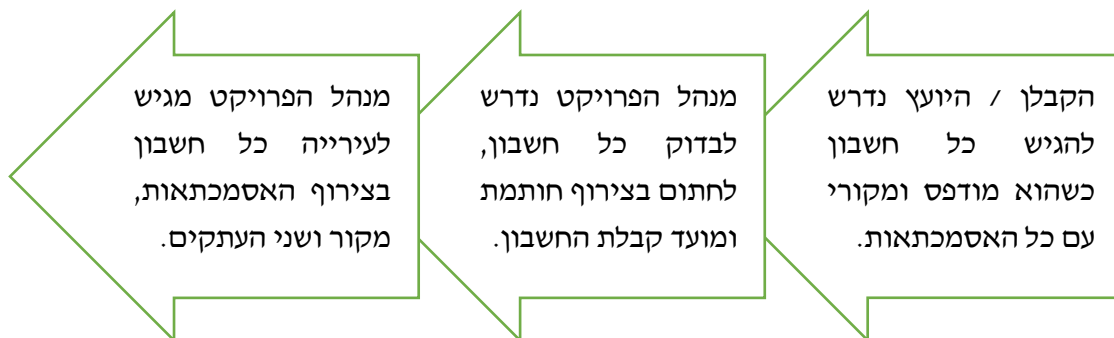 הקבלן / היועץ נדרש
להגיש כל חשבון
כשהוא מודפס ומקורי
עם כל האסמכתאות.
מנהל הפרויקט נדרש
לבדוק כל חשבון,
לחתום בצירוף חותמת
ומועד קבלת החשבון.
מנהל הפרויקט מגיש
לעירייה כל חשבון
בצירוף האסמכתאות,
מקור ושני העתקים.